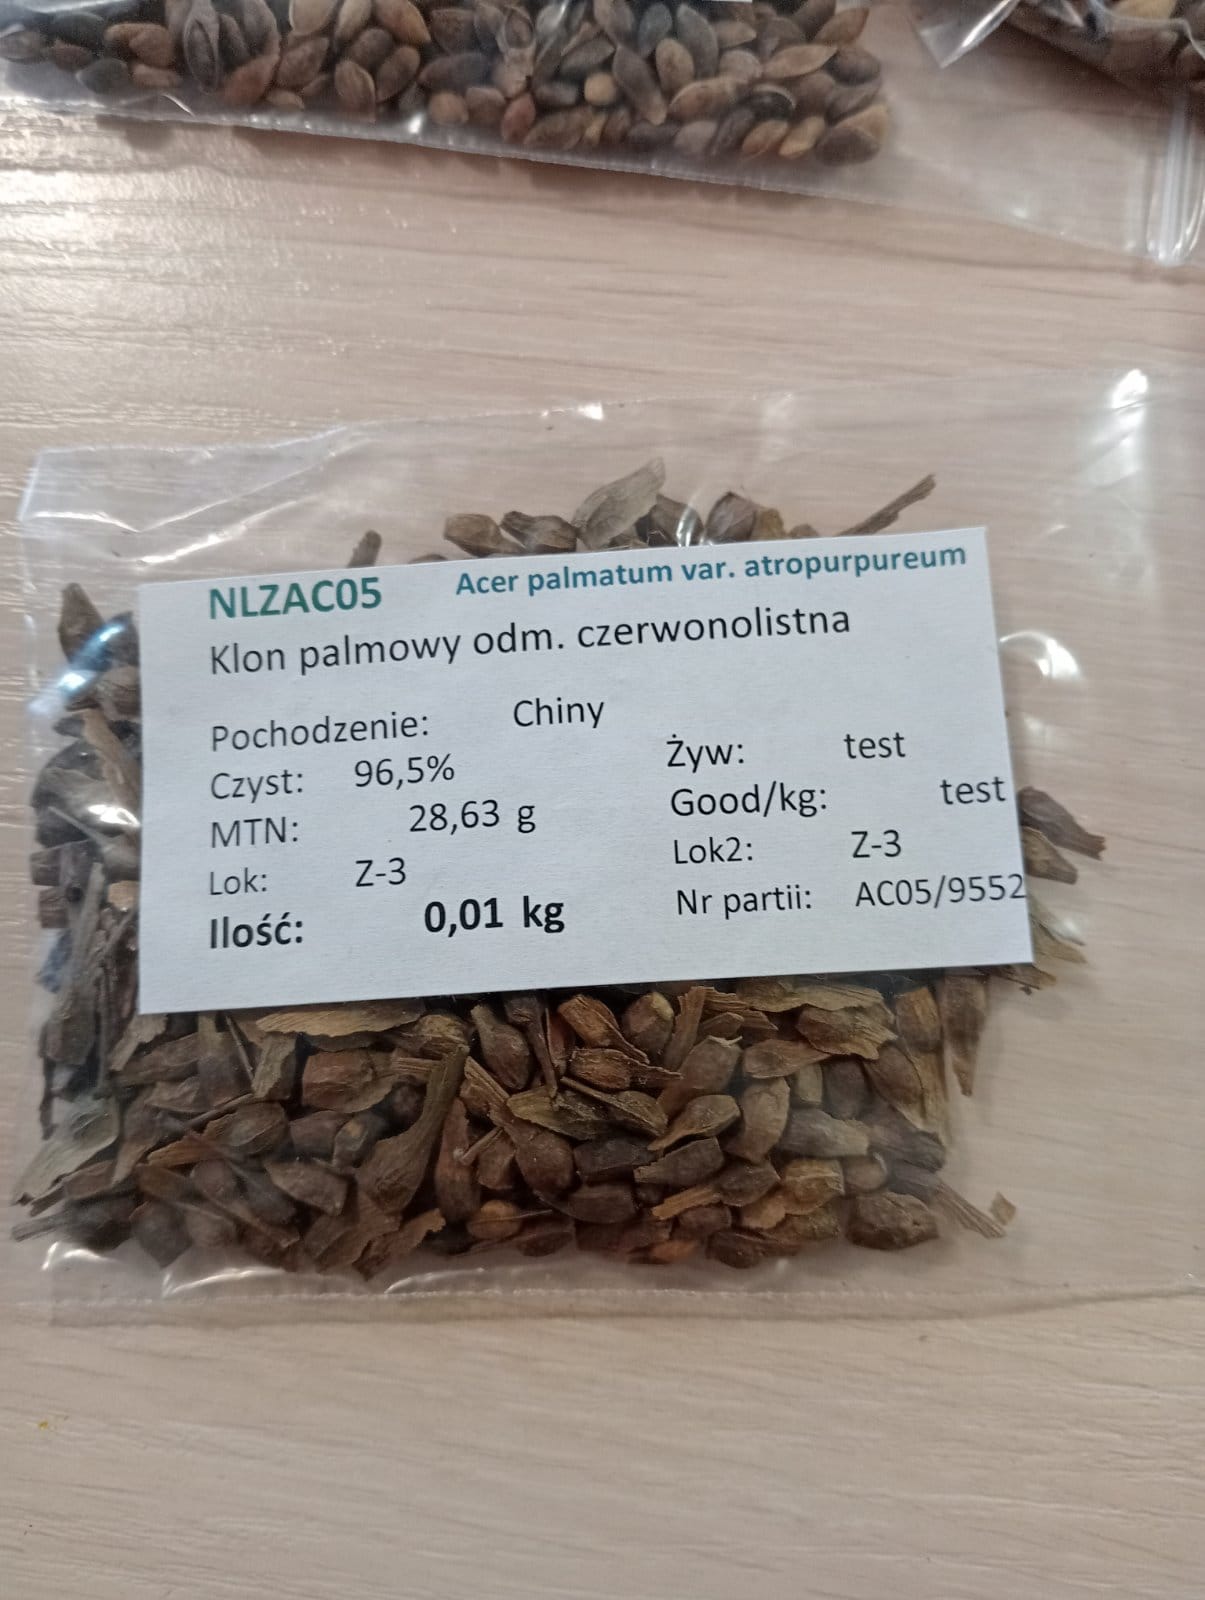 NLZAC05 Acer palmatum var. atropurpureum
Klon palmowy odm. czerwonolistna
Pochodzenie: Chiny
Czyst: 96,5% Żyw: test
MTN: 28,63 g Good/kg: test
Lok: Z-3 Lok2: Z-3
Ilość: 0,01 kg Nr partii: AC05/9552